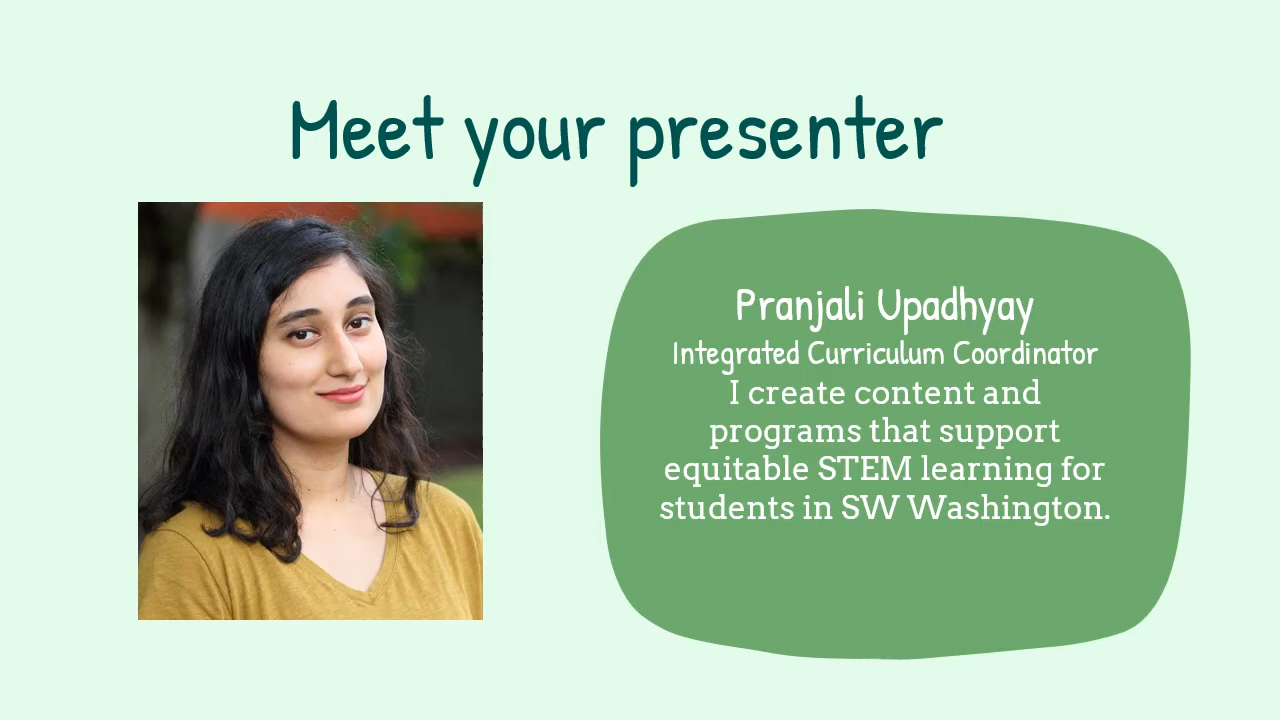 Meet your presenter
Pranjali Upadhyay
Integrated Curriculum Coordinator
I create content and
programs that support
equitable STEM learning for
students in SW Washington.